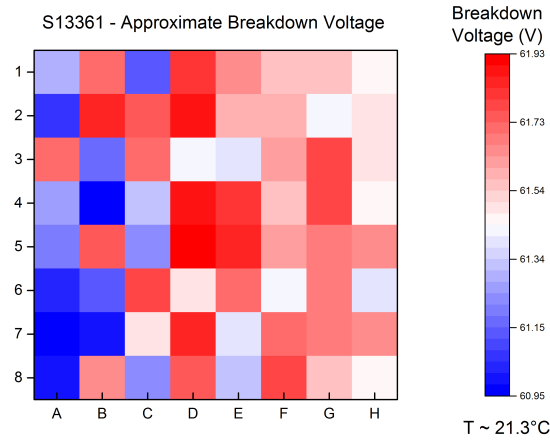 S13361 - Approximate Breakdown Voltage
Breakdown
Voltage (V)
1
2
3
4
5
6
7
8
A B C D E F G H
61.93
61.73
61.54
61.34
61.15
60.95
T ~ 21.3°C